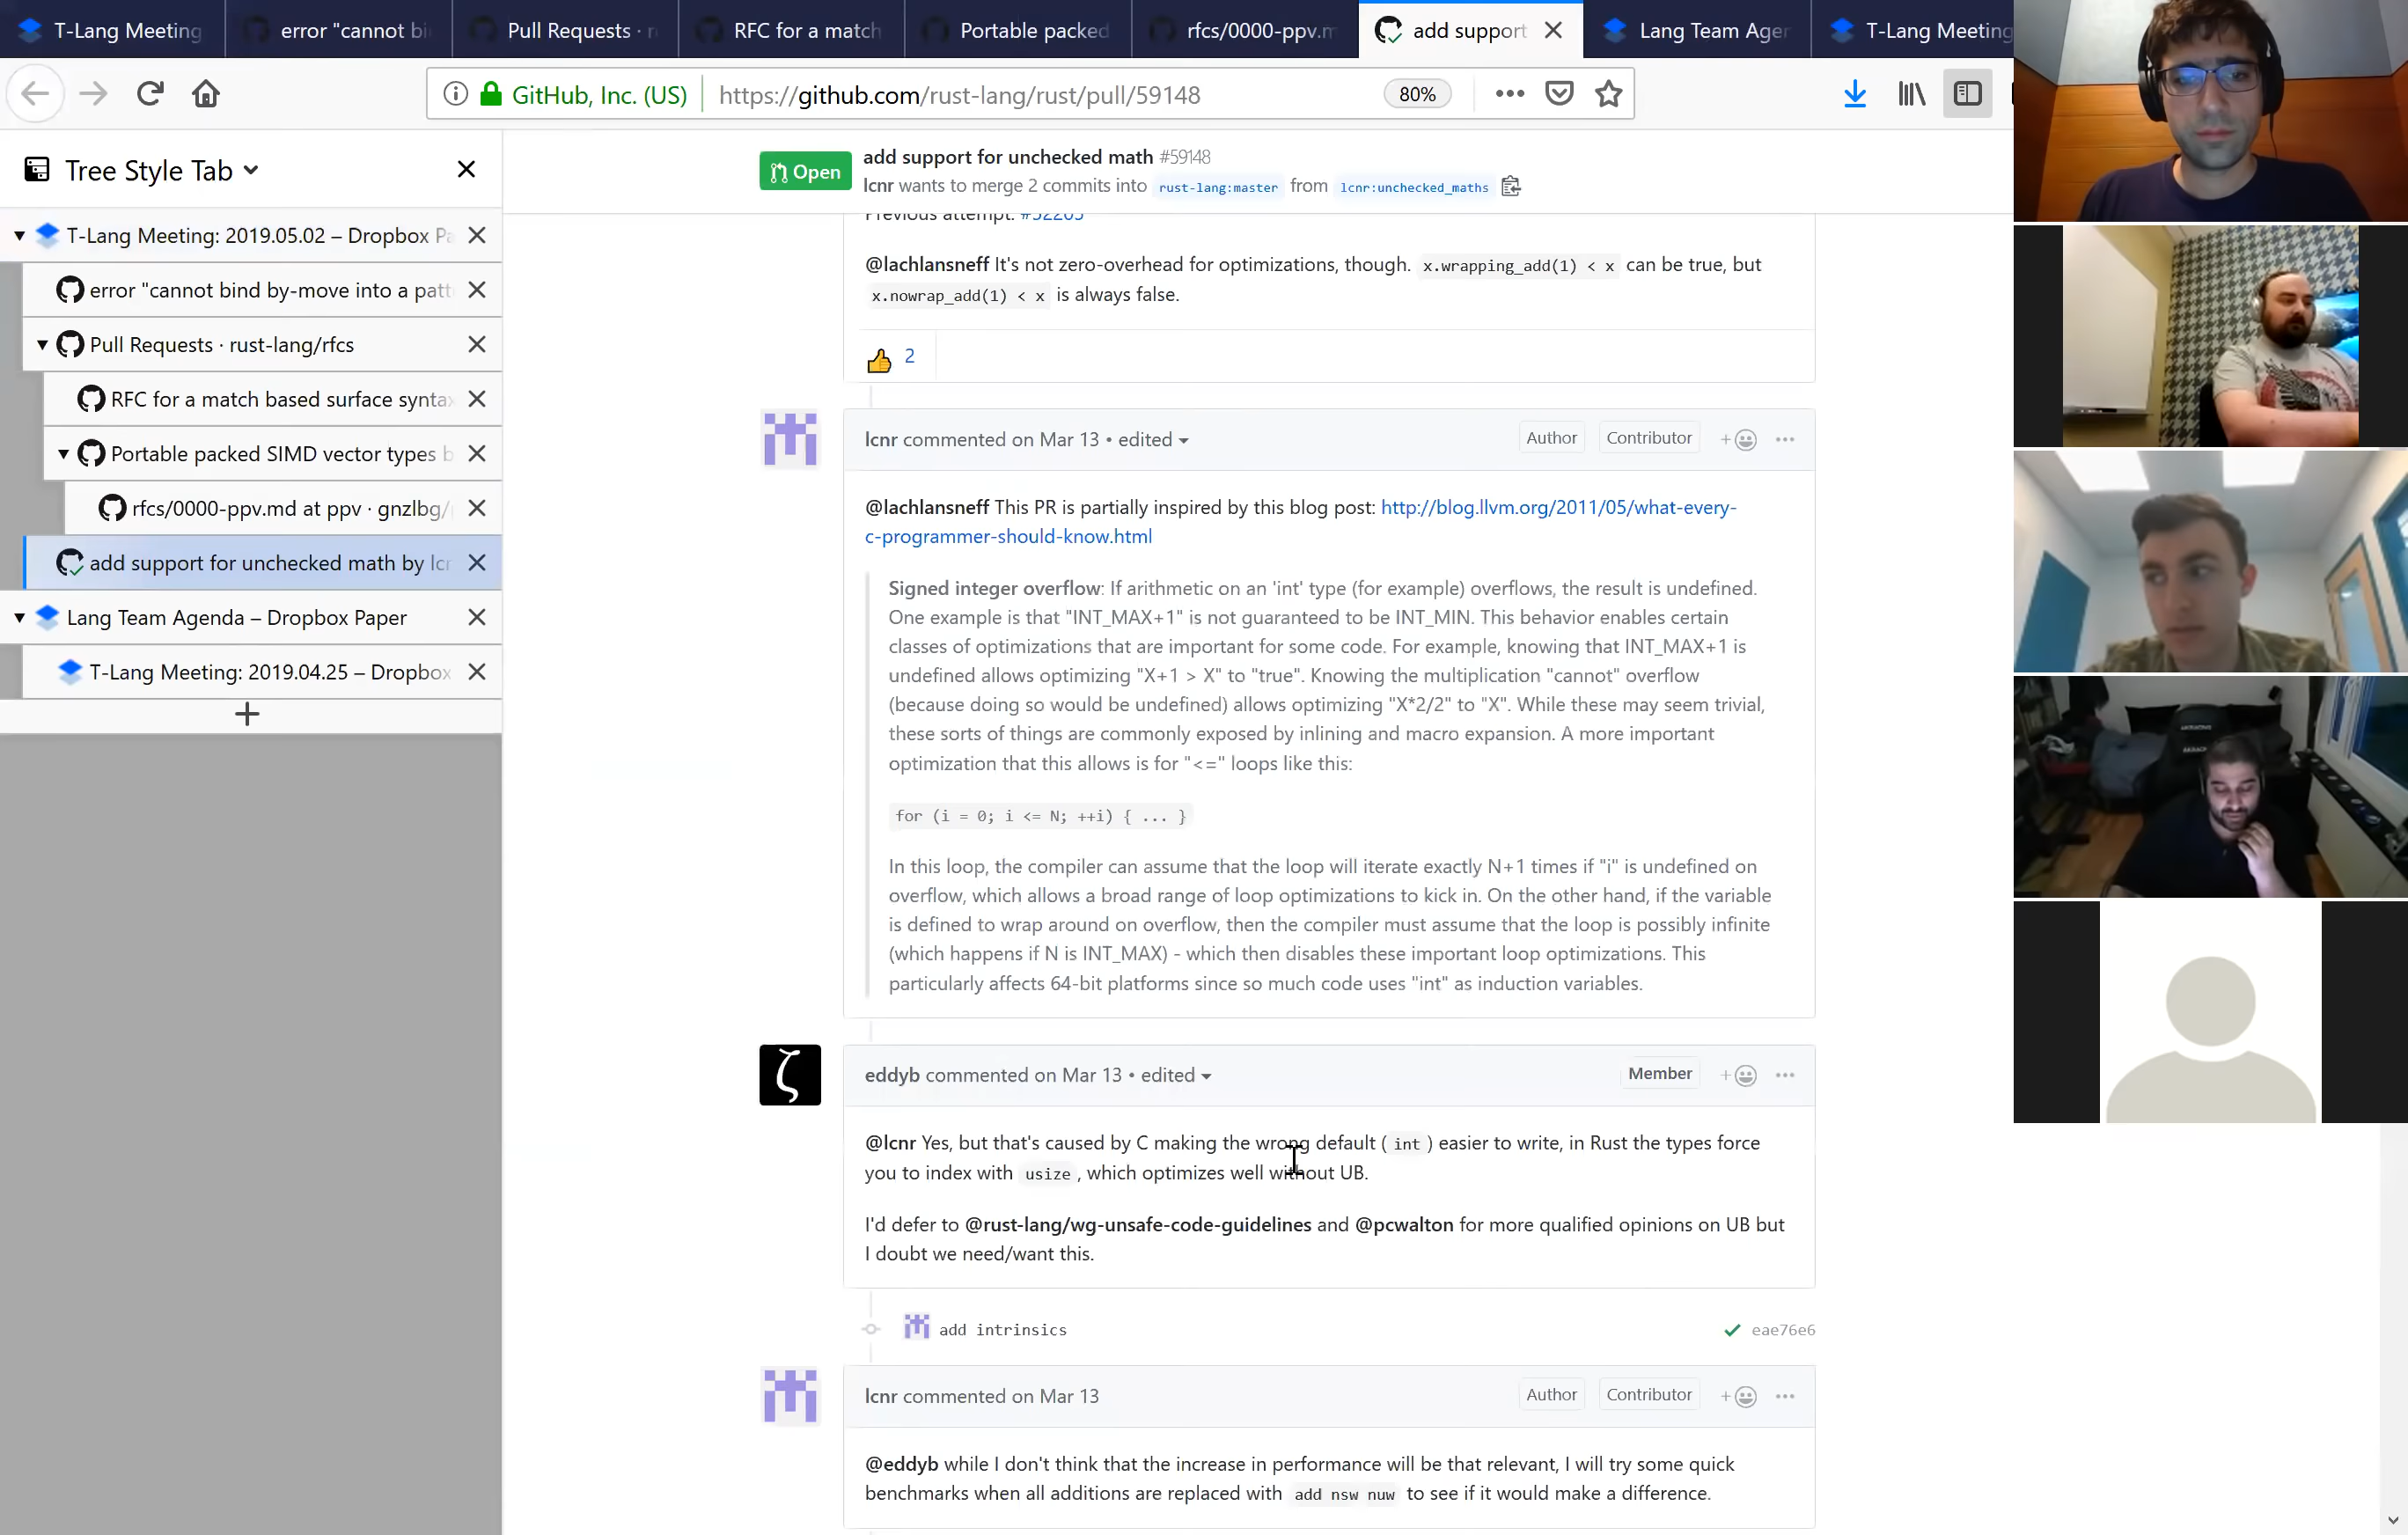 T-Lang Meeting
error "cannot bi
Pull Requests · r
RFC for a match
Portable packed
rfcs/0000-ppv.m
add support
Lang Team Ager
T-Lang Meeting
GitHub, Inc. (US)
https://github.com/rust-lang/rust/pull/59148
80%
Tree Style Tab
T-Lang Meeting: 2019.05.02 – Dropbox Pa
error "cannot bind by-move into a patt
Pull Requests · rust-lang/rfcs
RFC for a match based surface syntax
Portable packed SIMD vector types b
rfcs/0000-ppv.md at ppv · gnzlbg/
add support for unchecked math by lcr
Lang Team Agenda – Dropbox Paper
T-Lang Meeting: 2019.04.25 – Dropbox
Open
add support for unchecked math #59148
lcnr wants to merge 2 commits into rust-lang:master from lcnr:unchecked_maths
Previous attempt: #52205
@lachlansneff It's not zero-overhead for optimizations, though. x.wrapping_add(1) < x can be true, but
x.nowrap_add(1) < x is always false.
2
lcnr commented on Mar 13 • edited
Author
Contributor
@lachlansneff This PR is partially inspired by this blog post: http://blog.llvm.org/2011/05/what-every-
c-programmer-should-know.html
Signed integer overflow: If arithmetic on an 'int' type (for example) overflows, the result is undefined.
One example is that "INT_MAX+1" is not guaranteed to be INT_MIN. This behavior enables certain
classes of optimizations that are important for some code. For example, knowing that INT_MAX+1 is
undefined allows optimizing "X+1 > X" to "true". Knowing the multiplication "cannot" overflow
(because doing so would be undefined) allows optimizing "X*2/2" to "X". While these may seem trivial,
these sorts of things are commonly exposed by inlining and macro expansion. A more important
optimization that this allows is for "<=" loops like this:
for (i = 0; i <= N; ++i) { ... }
In this loop, the compiler can assume that the loop will iterate exactly N+1 times if "i" is undefined on
overflow, which allows a broad range of loop optimizations to kick in. On the other hand, if the variable
is defined to wrap around on overflow, then the compiler must assume that the loop is possibly infinite
(which happens if N is INT_MAX) - which then disables these important loop optimizations. This
particularly affects 64-bit platforms since so much code uses "int" as induction variables.
eddyb commented on Mar 13 • edited
Member
@lcnr Yes, but that's caused by C making the wrong default ( int ) easier to write, in Rust the types force
you to index with usize , which optimizes well without UB.
I'd defer to @rust-lang/wg-unsafe-code-guidelines and @pcwalton for more qualified opinions on UB but
I doubt we need/want this.
add intrinsics
eae76e6
lcnr commented on Mar 13
Author
Contributor
@eddyb while I don't think that the increase in performance will be that relevant, I will try some quick
benchmarks when all additions are replaced with add nsw nuw to see if it would make a difference.